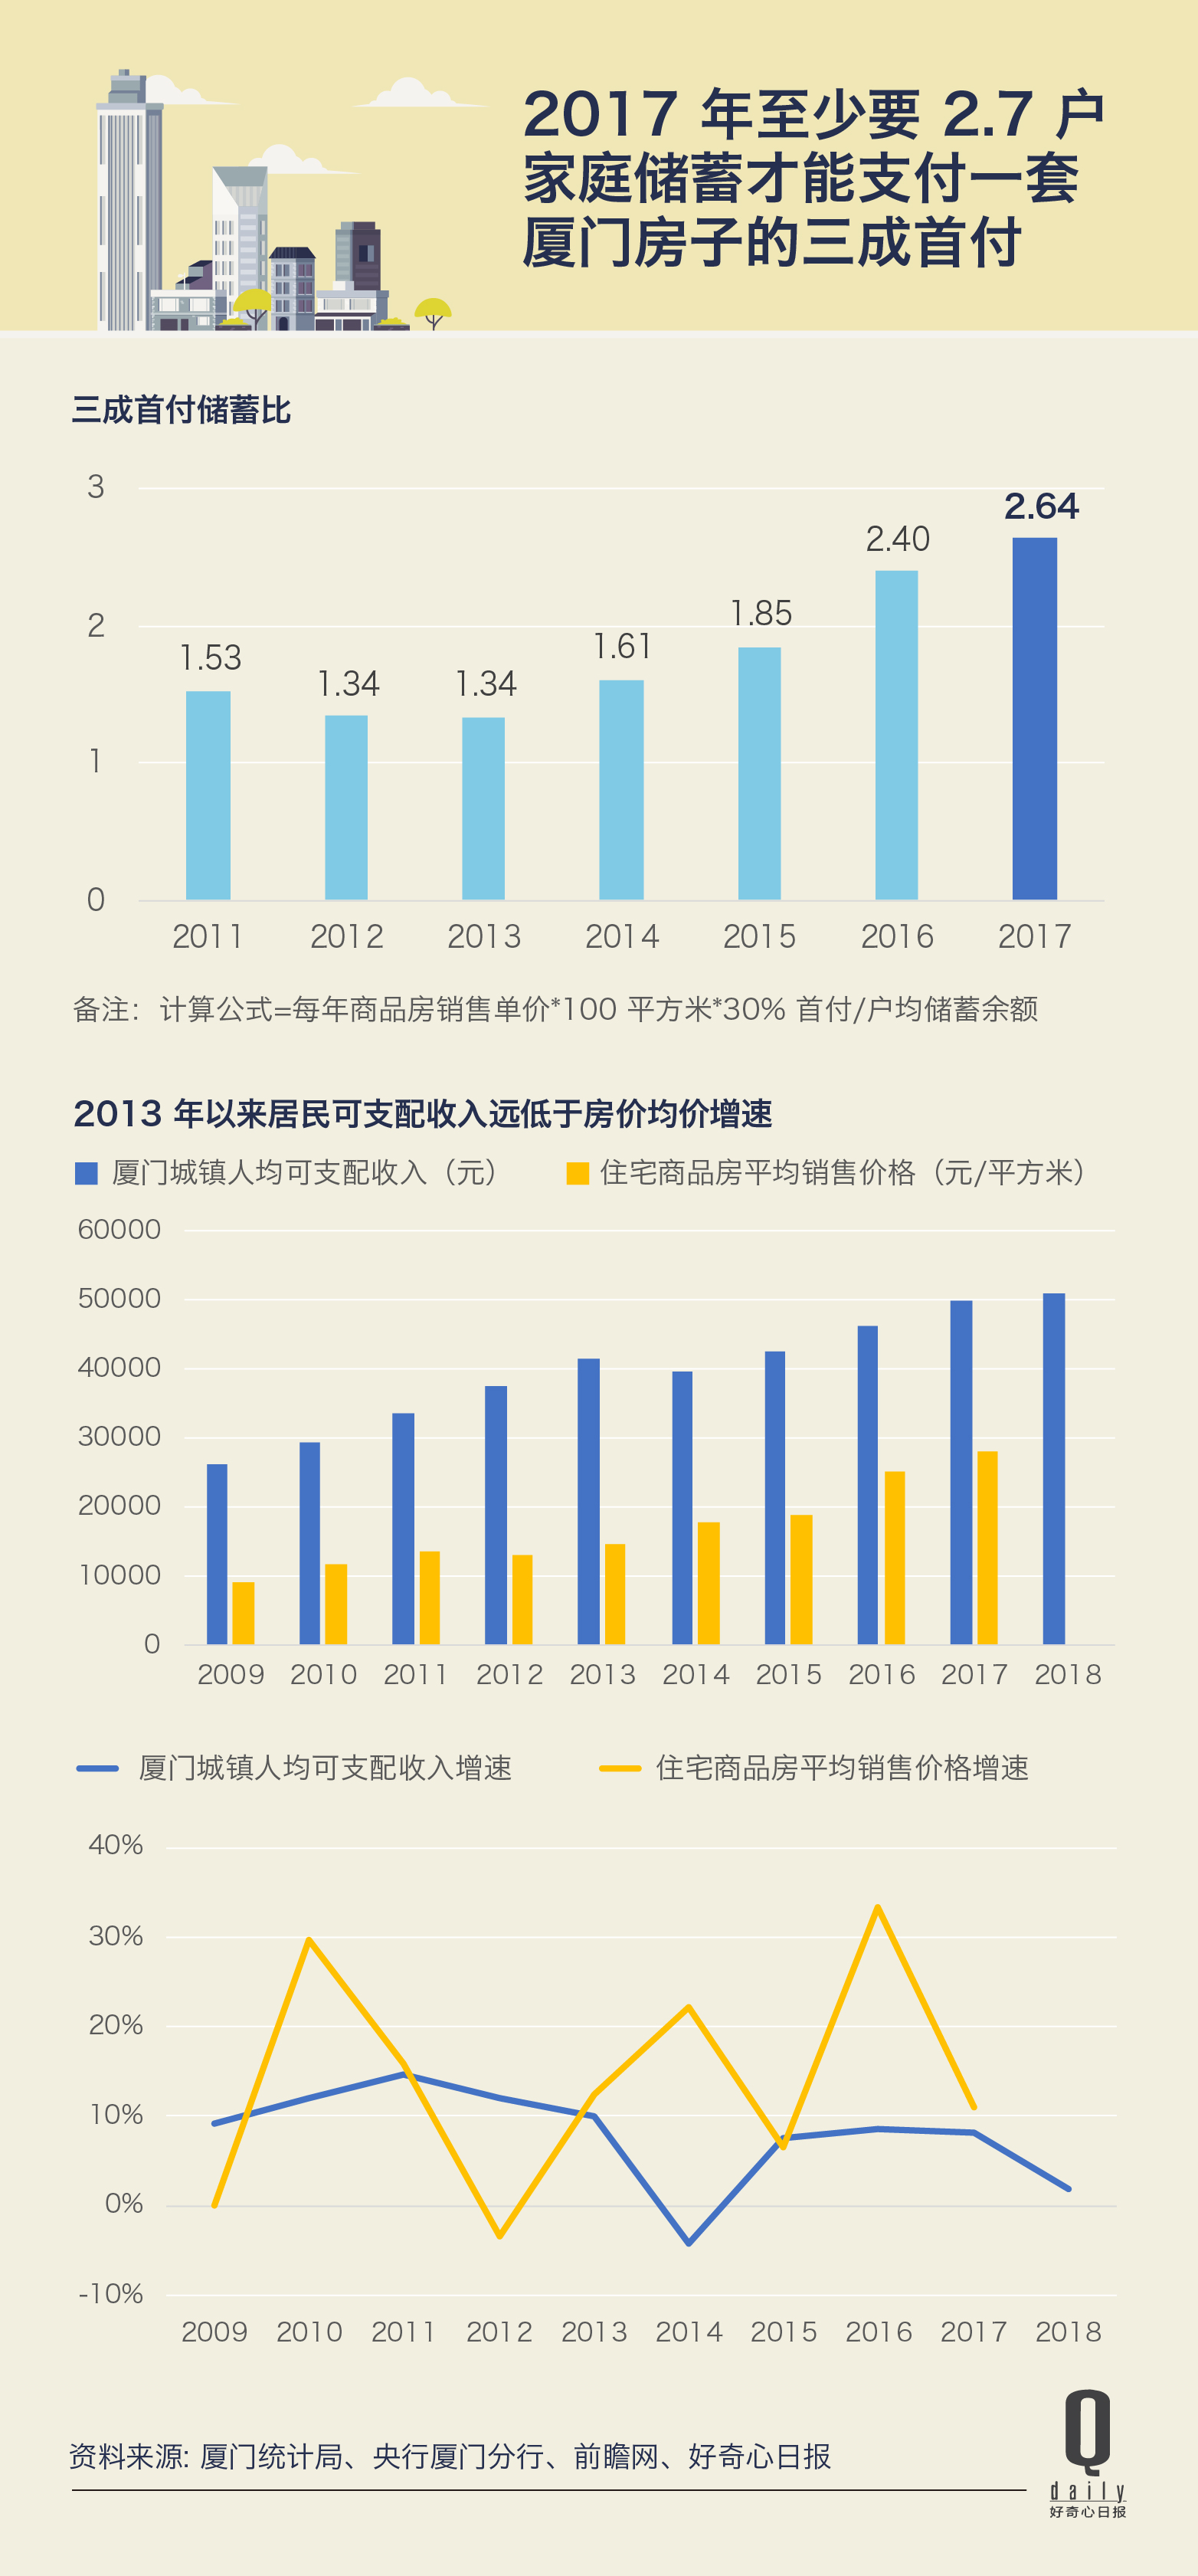 2017 年至少要 2.7 户
家庭储蓄才能支付一套
厦门房子的三成首付
三成首付储蓄比
3
2
1
0
1.53
1.34
1.34
1.61
1.85
2.40
2.64
2011 2012 2013 2014 2015 2016 2017
备注： 计算公式=每年商品房销售单价*100 平方米*30% 首付/户均储蓄余额
2013 年以来居民可支配收入远低于房价均价增速
厦门城镇人均可支配收入（元） 住宅商品房平均销售价格（元/平方米）
60000
50000
40000
30000
20000
10000
0
2009 2010 2011 2012 2013 2014 2015 2016 2017 2018
厦门城镇人均可支配收入增速 住宅商品房平均销售价格增速
40%
30%
20%
10%
0%
-10%
2009 2010 2011 2012 2013 2014 2015 2016 2017 2018
资料来源: 厦门统计局、央行厦门分行、前瞻网、好奇心日报
Q
daily
好奇心日报